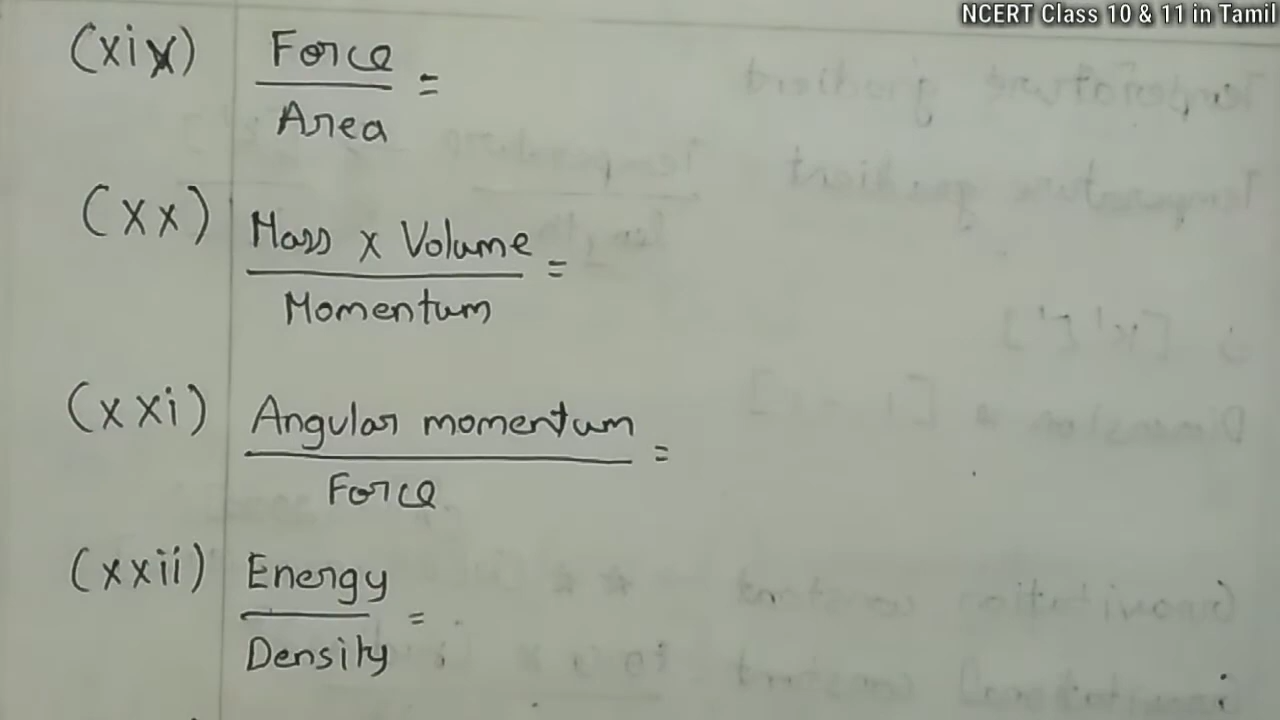 NCERT Class 10 & 11 in Tamil
(xix) Force
Area =
(xx) Mass x Volume
Momentum =
(xxi) Angular momentum
Force =
(xxii) Energy
Density =